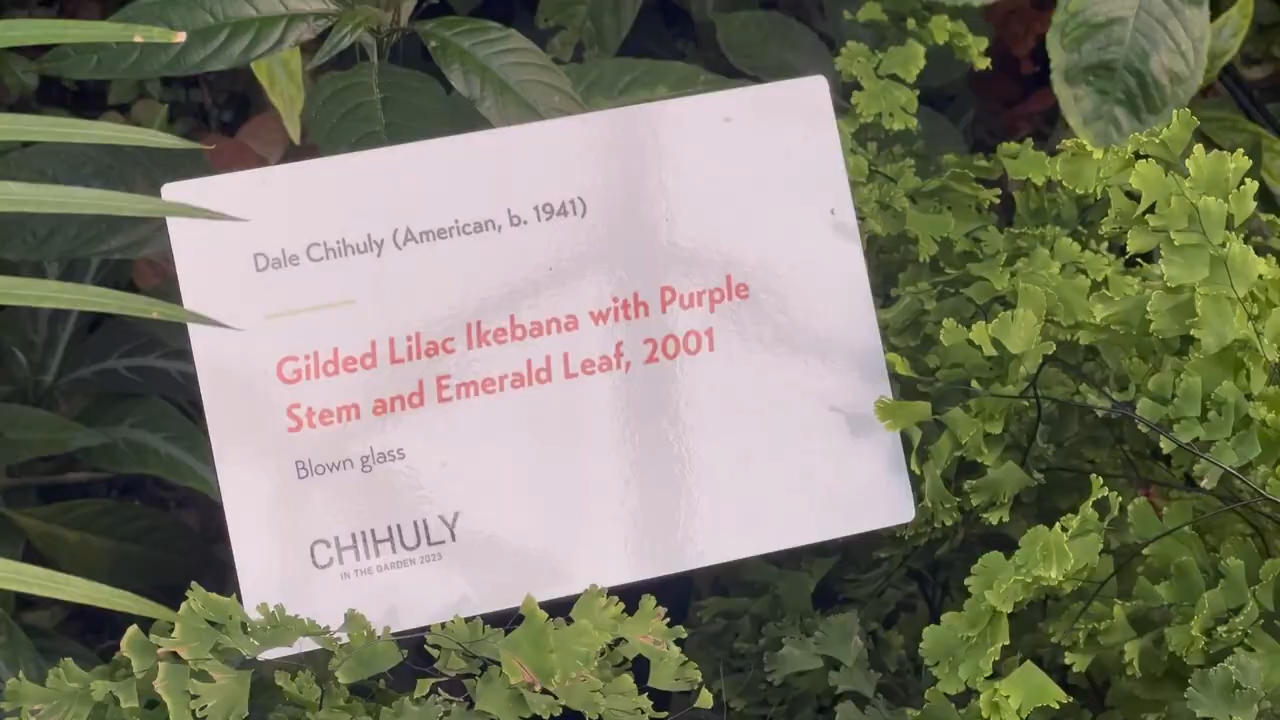 Dale Chihuly (American, b. 1941)
Gilded Lilac Ikebana with Purple
Stem and Emerald Leaf, 2001
Blown glass
CHIHULY
IN THE GARDEN 2023